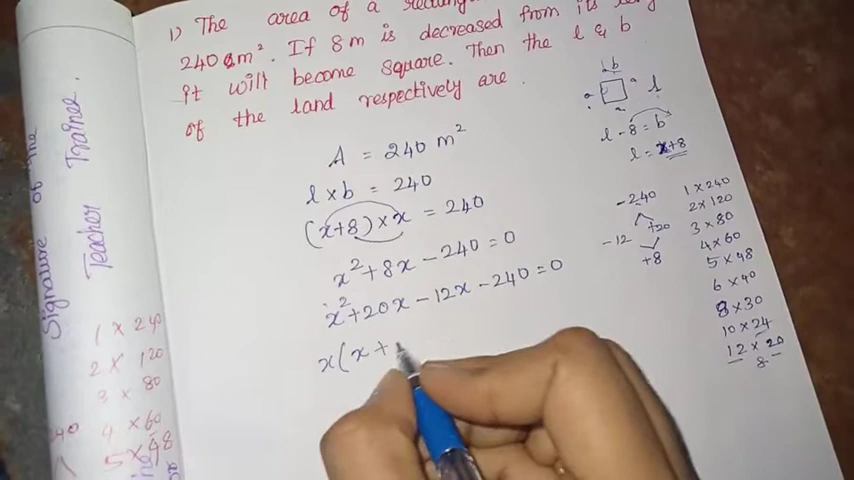 1) The area of a
240 m². If 8m is decreased from its
it will become square. Then the l & b
of the land respectively are
b
a
a
a
l
l - 8 = b
l = x+8
A = 240 m²
l × b = 240
(x+8) × x = 240
x² + 8x - 240 = 0
x² + 20x - 12x - 240 = 0
x(x +
-240
-12 +20
+8
1 × 240
2 × 120
3 × 80
4 × 60
5 × 48
6 × 40
8 × 30
10 × 24
12 × 20
8
Signature of the
Teacher Trainee.
1 × 240
2 × 120
3 × 80
4 × 60
5 × 48